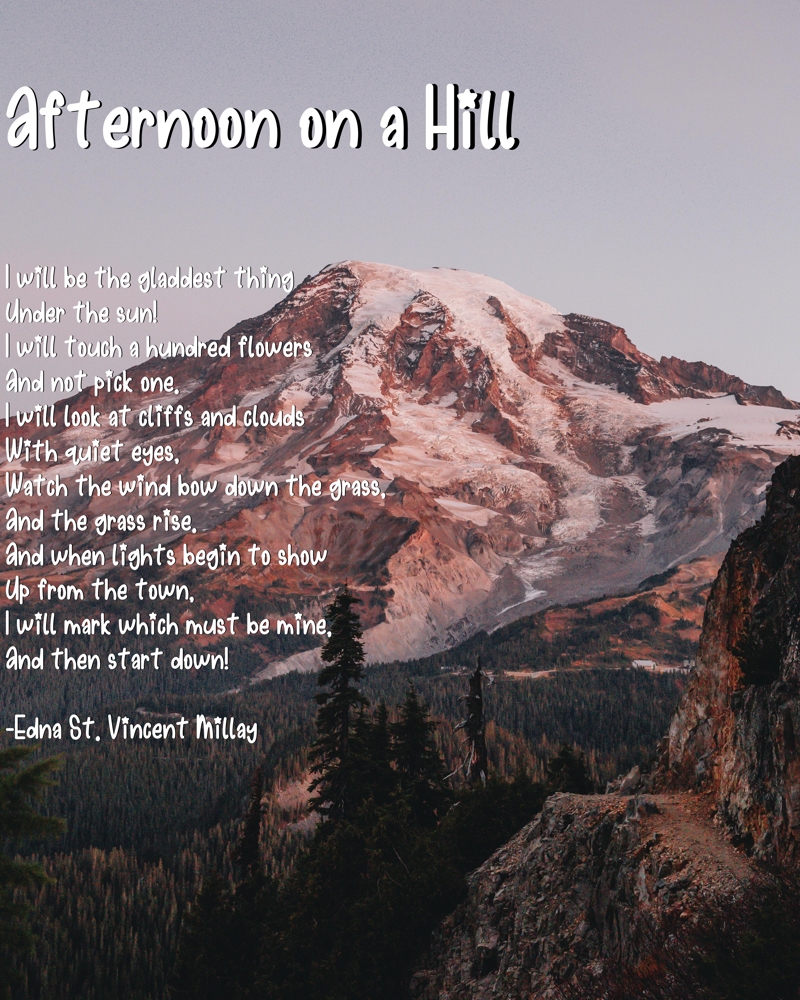 Afternoon on a Hill
I will be the gladdest thing
Under the sun!
I will touch a hundred flowers
And not pick one.
I will look at cliffs and clouds
With quiet eyes,
Watch the wind bow down the grass,
And the grass rise.
And when lights begin to show
Up from the town,
I will mark which must be mine,
And then start down!
-Edna St. Vincent Millay